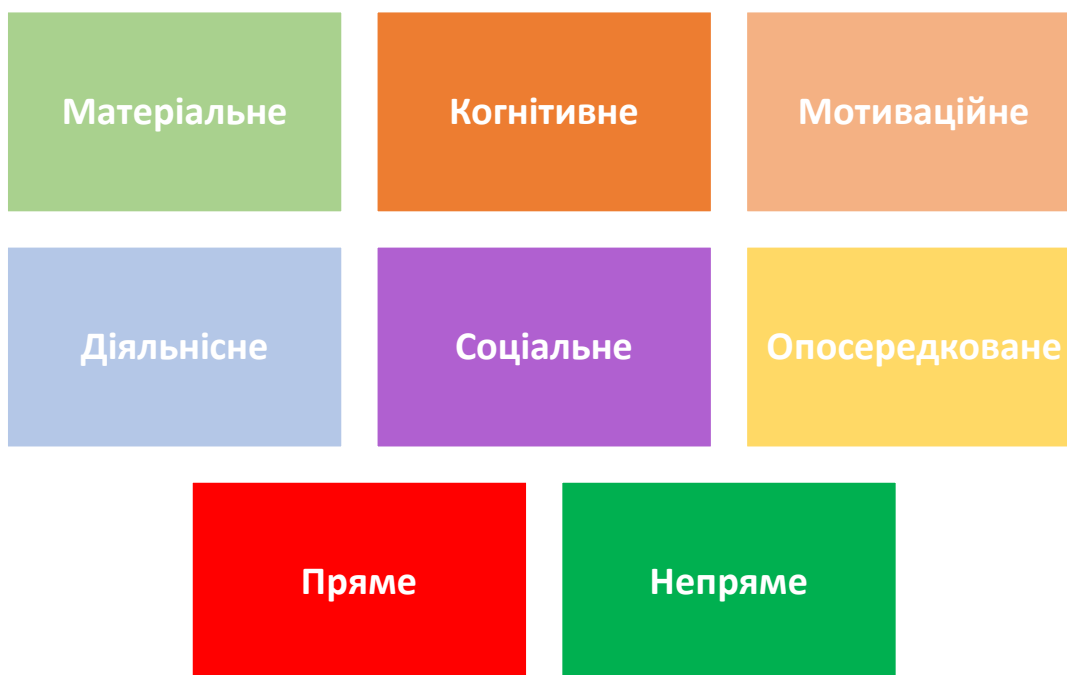 Матеріальне
Когнітивне
Мотиваційне
Діяльнісне
Соціальне
Опосередковане
Пряме
Непряме